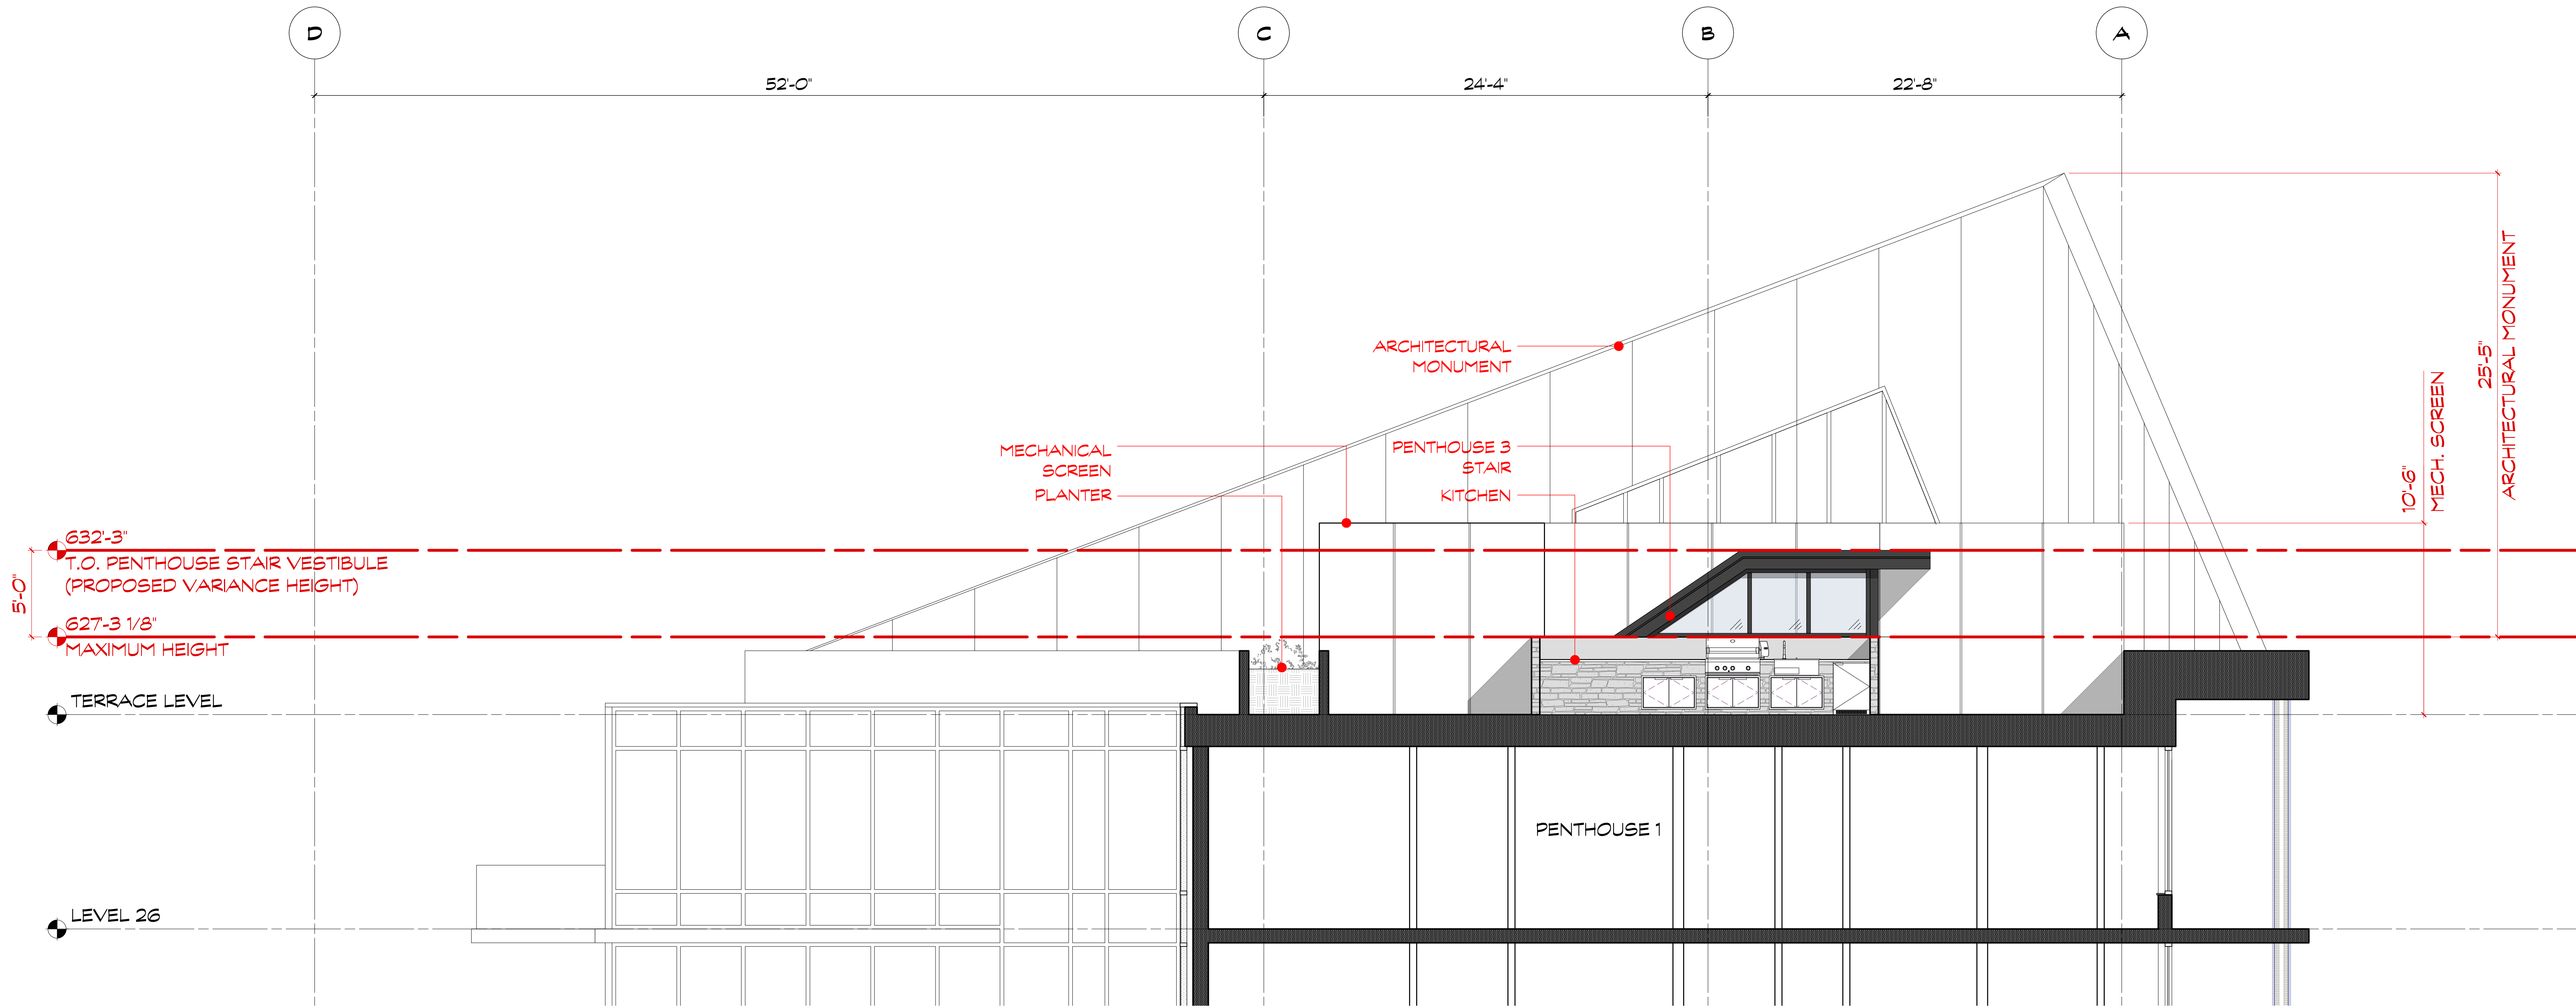 D
C
B
A
52'-0"
24'-4"
22'-8"
ARCHITECTURAL
MONUMENT
MECHANICAL
SCREEN
PLANTER
PENTHOUSE 3
STAIR
KITCHEN
632'-3"
T.O. PENTHOUSE STAIR VESTIBULE
(PROPOSED VARIANCE HEIGHT)
5'-0"
627'-3 1/8"
MAXIMUM HEIGHT
TERRACE LEVEL
LEVEL 26
PENTHOUSE 1
10'-6"
MECH. SCREEN
25'-5"
ARCHITECTURAL MONUMENT